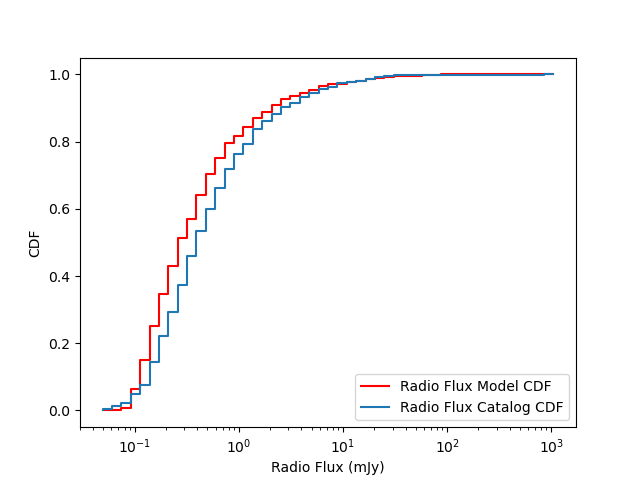 1.0
0.8
0.6
0.4
0.2
0.0
CDF
10⁻¹ 10⁰ 10¹ 10² 10³
Radio Flux (mJy)
Radio Flux Model CDF
Radio Flux Catalog CDF